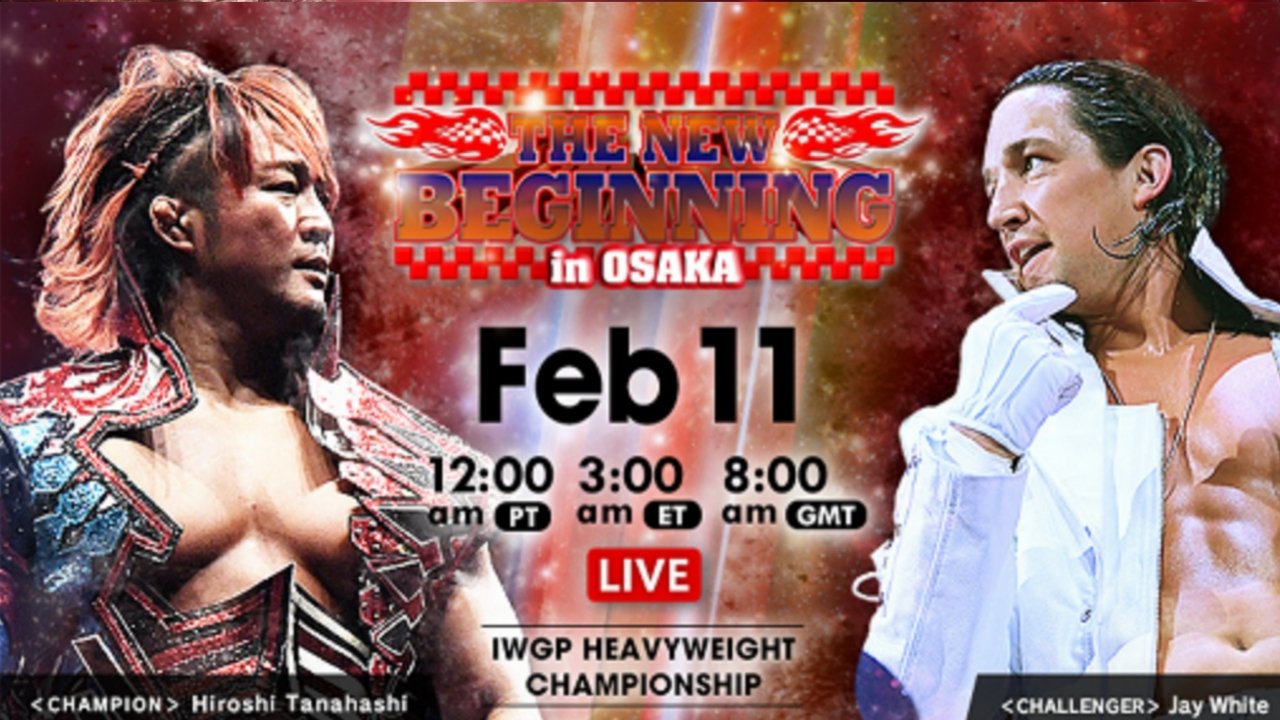 THE NEW
BEGINNING
in OSAKA
Feb 11
12:00 3:00 8:00
am PT am ET am GMT
LIVE
IWGP HEAVYWEIGHT
CHAMPIONSHIP
<CHAMPION> Hiroshi Tanahashi
<CHALLENGER> Jay White